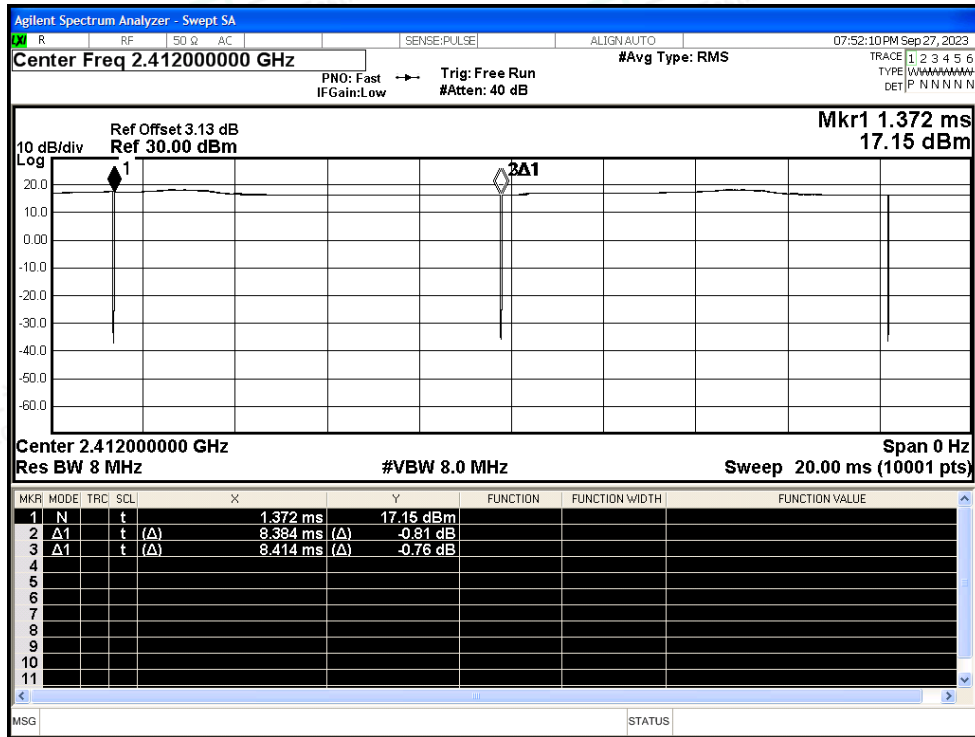 Agilent Spectrum Analyzer - Swept SA
LXI R RF 50 Ω AC SENSE:PULSE ALIGN AUTO 07:52:10 PM Sep 27, 2023
Center Freq 2.412000000 GHz #Avg Type: RMS TRACE 1 2 3 4 5 6
PNO: Fast Trig: Free Run TYPE WWWWWW
IFGain:Low #Atten: 40 dB DET P N N N N N
Mkr1 1.372 ms
Ref Offset 3.13 dB
10 dB/div Ref 30.00 dBm 17.15 dBm
Log
1 3Δ1
20.0
10.0
0.00
-10.0
-20.0
-30.0
-40.0
-50.0
-60.0
Center 2.412000000 GHz Span 0 Hz
Res BW 8 MHz #VBW 8.0 MHz Sweep 20.00 ms (10001 pts)
MKR MODE TRC SCL X Y FUNCTION FUNCTION WIDTH FUNCTION VALUE
1 N t 1.372 ms 17.15 dBm
2 Δ1 t (Δ) 8.384 ms (Δ) -0.81 dB
3 Δ1 t (Δ) 8.414 ms (Δ) -0.76 dB
4
5
6
7
8
9
10
11
MSG STATUS